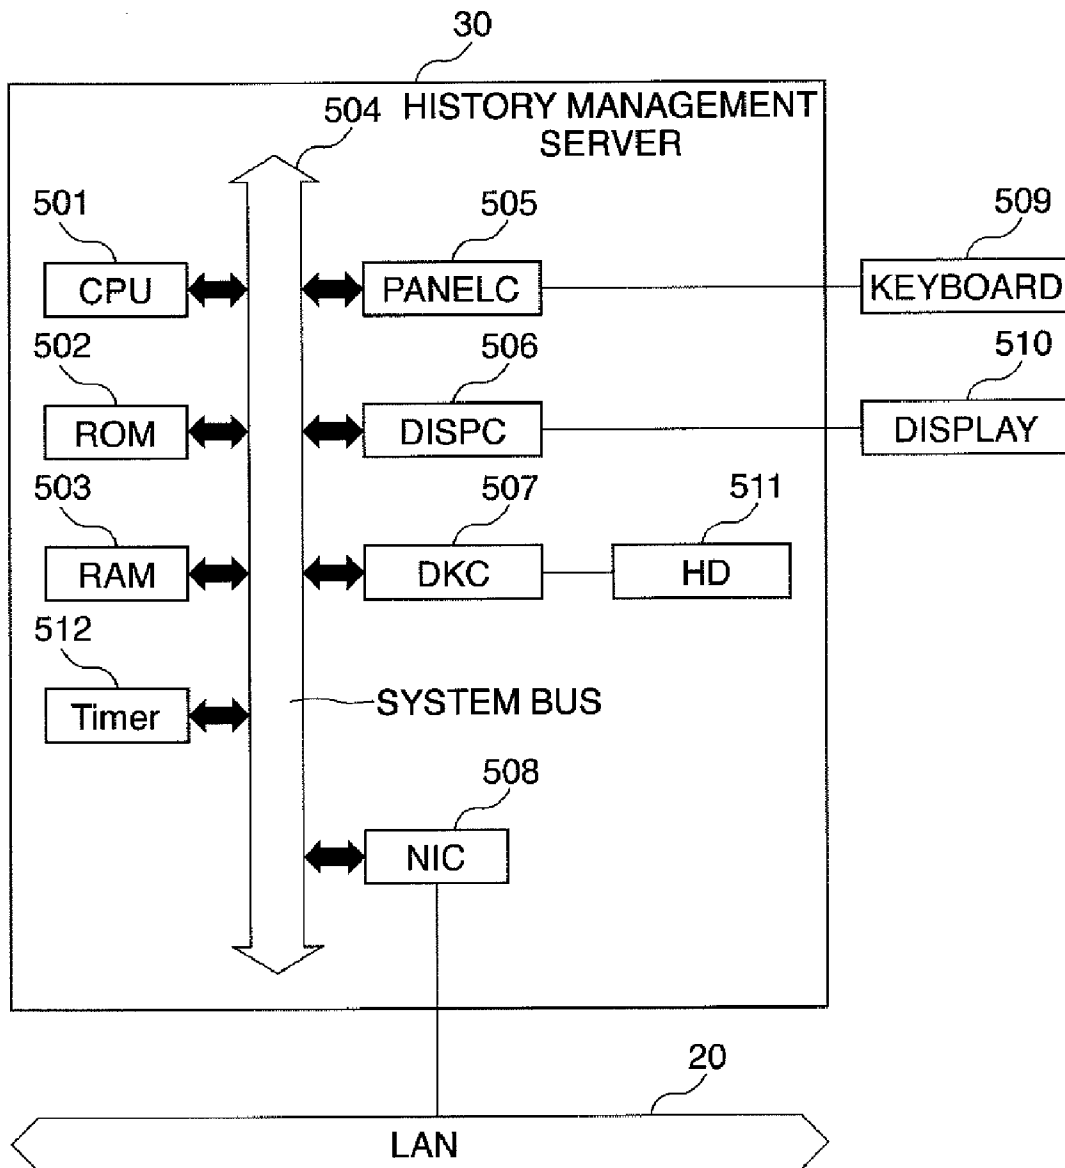 30
HISTORY MANAGEMENT
SERVER
504
501
505
509
CPU
PANELC
KEYBOARD
502
506
510
ROM
DISPC
DISPLAY
503
507
511
RAM
DKC
HD
512
Timer
SYSTEM BUS
508
NIC
20
LAN